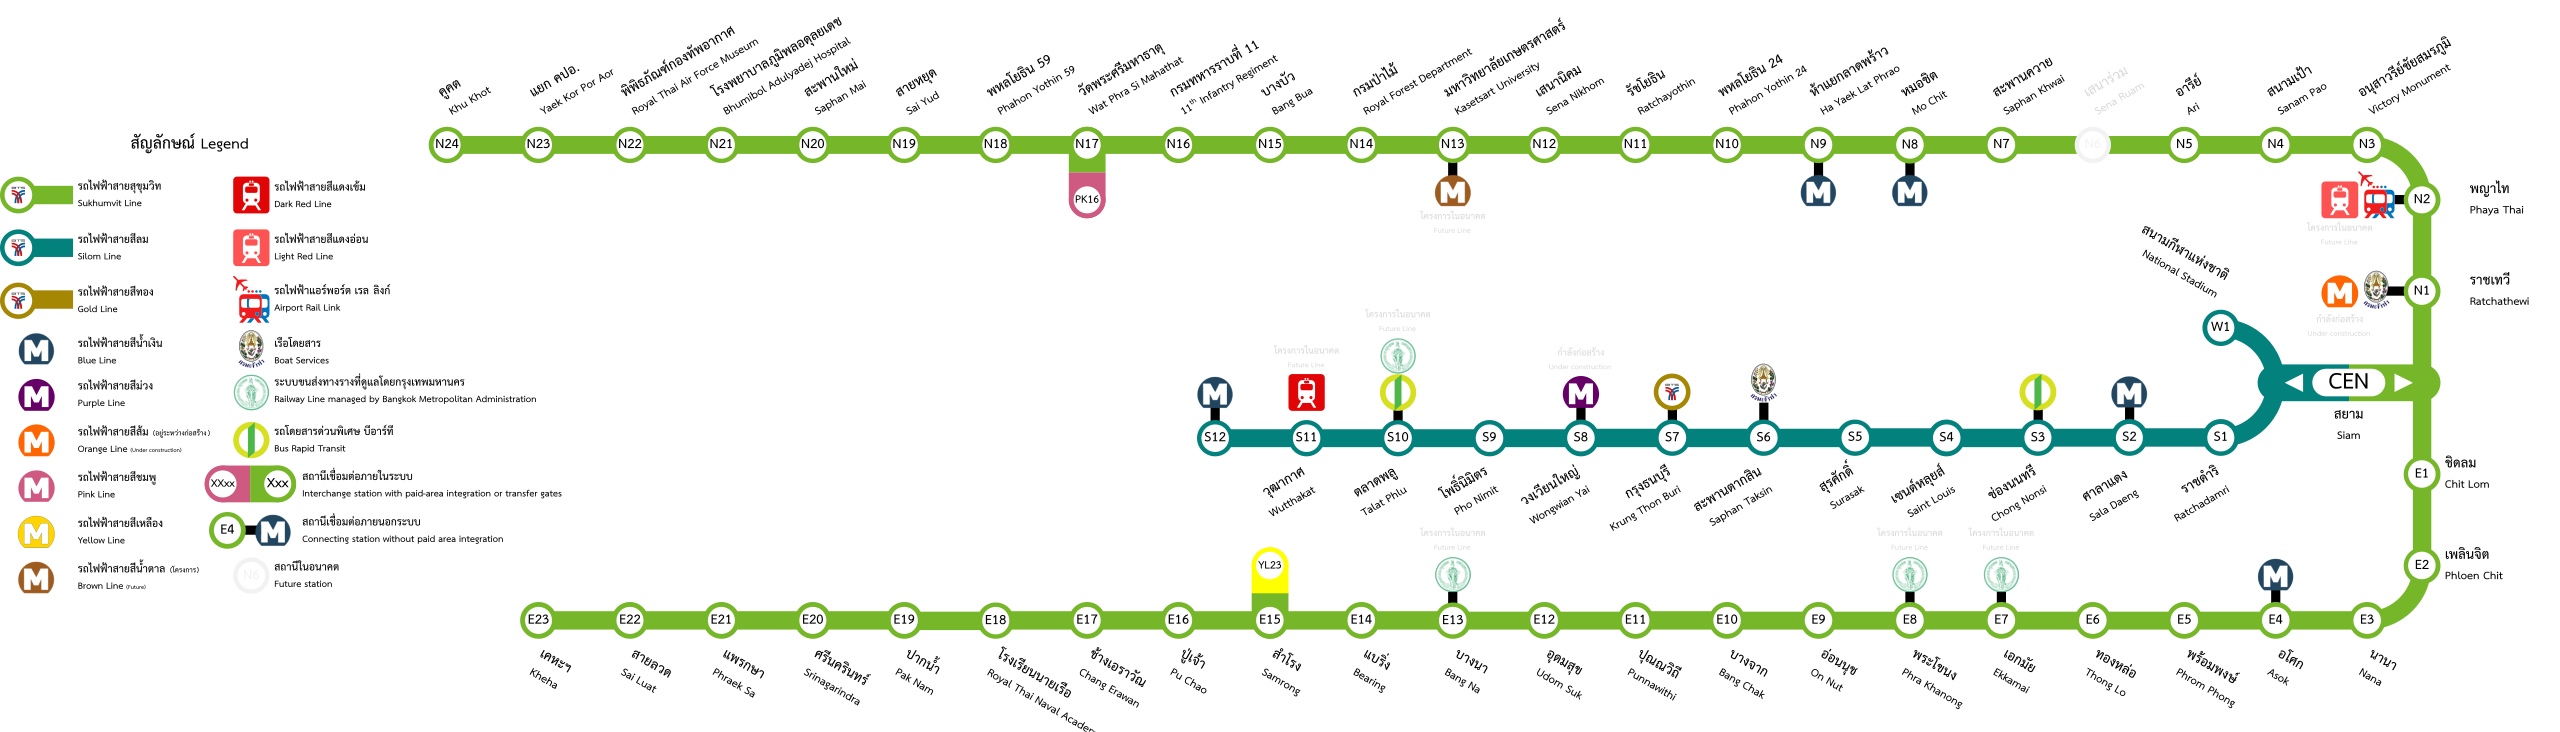 คูคต
Khu Khot
แยก คปอ.
Yaek Kor Por Aor
พิพิธภัณฑ์กองทัพอากาศ
Royal Thai Air Force Museum
โรงพยาบาลภูมิพลอดุลยเดช
Bhumibol Adulyadej Hospital
สะพานใหม่
Saphan Mai
สายหยุด
Sai Yud
พหลโยธิน 59
Phahon Yothin 59
วัดพระศรีมหาธาตุ
Wat Phra Si Mahathat
กรมทหารราบที่ 11
11th Infantry Regiment
บางบัว
Bang Bua
กรมป่าไม้
Royal Forest Department
มหาวิทยาลัยเกษตรศาสตร์
Kasetsart University
เสนานิคม
Sena Nikhom
รัชโยธิน
Ratchayothin
พหลโยธิน 24
Phahon Yothin 24
ห้าแยกลาดพร้าว
Ha Yaek Lat Phrao
หมอชิต
Mo Chit
สะพานควาย
Saphan Khwai
เสนาร่วม
Sena Ruam
อารีย์
Ari
สนามเป้า
Sanam Pao
อนุสาวรีย์ชัยสมรภูมิ
Victory Monument
N24 N23 N22 N21 N20 N19 N18 N17 N16 N15 N14 N13 N12 N11 N10 N9 N8 N7 N6 N5 N4 N3
PK16
M
โครงการในอนาคต
Future Line
M
M
N2
พญาไท
Phaya Thai
โครงการในอนาคต
Future Line
N1
ราชเทวี
Ratchathewi
M
กำลังก่อสร้าง
Under construction
สนามกีฬาแห่งชาติ
National Stadium
W1
CEN
สยาม
Siam
สัญลักษณ์ Legend
รถไฟฟ้าสายสุขุมวิท
Sukhumvit Line
รถไฟฟ้าสายสีลม
Silom Line
รถไฟฟ้าสายสีทอง
Gold Line
M
รถไฟฟ้าสายสีน้ำเงิน
Blue Line
M
รถไฟฟ้าสายสีม่วง
Purple Line
M
รถไฟฟ้าสายสีส้ม (อยู่ระหว่างก่อสร้าง)
Orange Line (Under construction)
M
รถไฟฟ้าสายสีชมพู
Pink Line
M
รถไฟฟ้าสายสีเหลือง
Yellow Line
M
รถไฟฟ้าสายสีน้ำตาล (โครงการ)
Brown Line (Future)
รถไฟฟ้าสายสีแดงเข้ม
Dark Red Line
รถไฟฟ้าสายสีแดงอ่อน
Light Red Line
รถไฟฟ้าแอร์พอร์ต เรล ลิงก์
Airport Rail Link
เรือโดยสาร
Boat Services
ระบบขนส่งทางรางที่ดูแลโดยกรุงเทพมหานคร
Railway Line managed by Bangkok Metropolitan Administration
รถโดยสารด่วนพิเศษ บีอาร์ที
Bus Rapid Transit
XXxx Xxx
สถานีเชื่อมต่อภายในระบบ
Interchange station with paid-area integration or transfer gates
E4 M
สถานีเชื่อมต่อภายนอกระบบ
Connecting station without paid area integration
N6
สถานีในอนาคต
Future station
โครงการในอนาคต
Future Line
โครงการในอนาคต
Future Line
กำลังก่อสร้าง
Under construction
M
M
M
S12 S11 S10 S9 S8 S7 S6 S5 S4 S3 S2 S1
วุฒากาศ
Wutthakat
ตลาดพลู
Talat Phlu
โพธิ์นิมิตร
Pho Nimit
วงเวียนใหญ่
Wongwian Yai
กรุงธนบุรี
Krung Thon Buri
สะพานตากสิน
Saphan Taksin
สุรศักดิ์
Surasak
เซนต์หลุยส์
Saint Louis
ช่องนนทรี
Chong Nonsi
ศาลาแดง
Sala Daeng
ราชดำริ
Ratchadamri
E1
ชิดลม
Chit Lom
E2
เพลินจิต
Phloen Chit
YL23
โครงการในอนาคต
Future Line
โครงการในอนาคต
Future Line
โครงการในอนาคต
Future Line
M
E23 E22 E21 E20 E19 E18 E17 E16 E15 E14 E13 E12 E11 E10 E9 E8 E7 E6 E5 E4 E3
เคหะฯ
Kheha
สายลวด
Sai Luat
แพรกษา
Phraek Sa
ศรีนครินทร์
Srinagarindra
ปากน้ำ
Pak Nam
โรงเรียนนายเรือ
Royal Thai Naval Academ
ช้างเอราวัณ
Chang Erawan
ปู่เจ้า
Pu Chao
สำโรง
Samrong
แบริ่ง
Bearing
บางนา
Bang Na
อุดมสุข
Udom Suk
ปุณณวิถี
Punnawithi
บางจาก
Bang Chak
อ่อนนุช
On Nut
พระโขนง
Phra Khanong
เอกมัย
Ekkamai
ทองหล่อ
Thong Lo
พร้อมพงษ์
Phrom Phong
อโศก
Asok
นานา
Nana